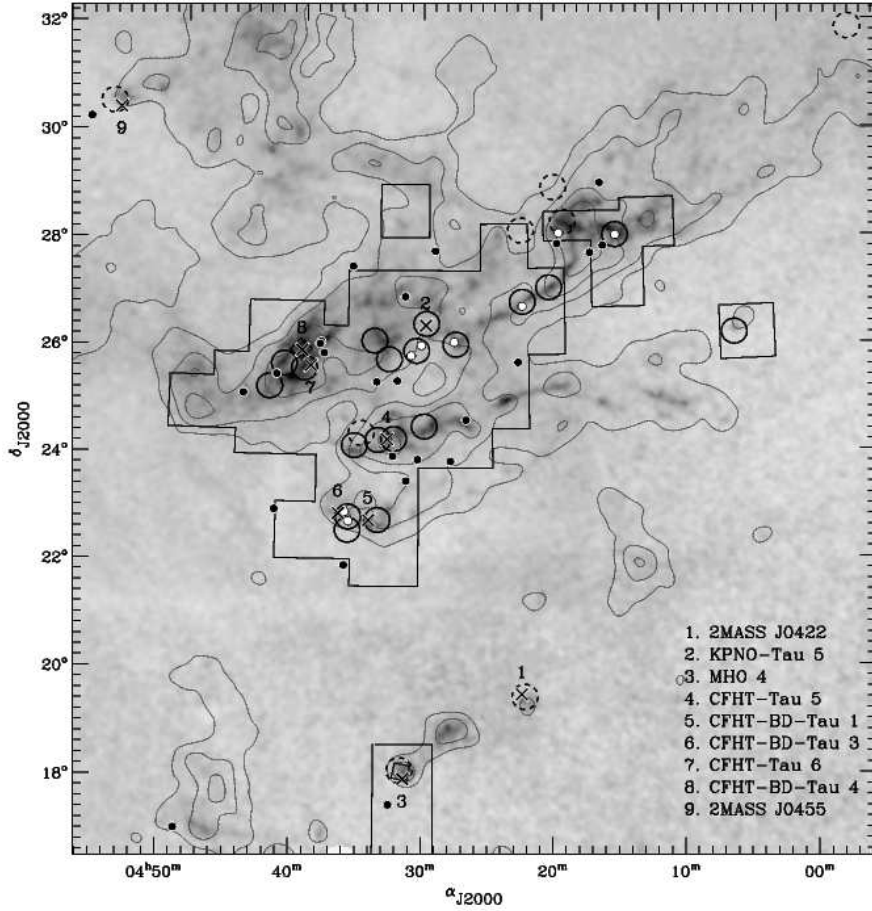 32°
30°
9
28°
2
26°
8
7
24°
4
6
5
22°
δJ2000
1. 2MASS J0422
2. KPNO-Tau 5
3. MHO 4
4. CFHT-Tau 5
5. CFHT-BD-Tau 1
6. CFHT-BD-Tau 3
7. CFHT-Tau 6
8. CFHT-BD-Tau 4
9. 2MASS J0455
20°
1
18°
3
04ʰ50ᵐ 40ᵐ 30ᵐ 20ᵐ 10ᵐ 00ᵐ
αJ2000